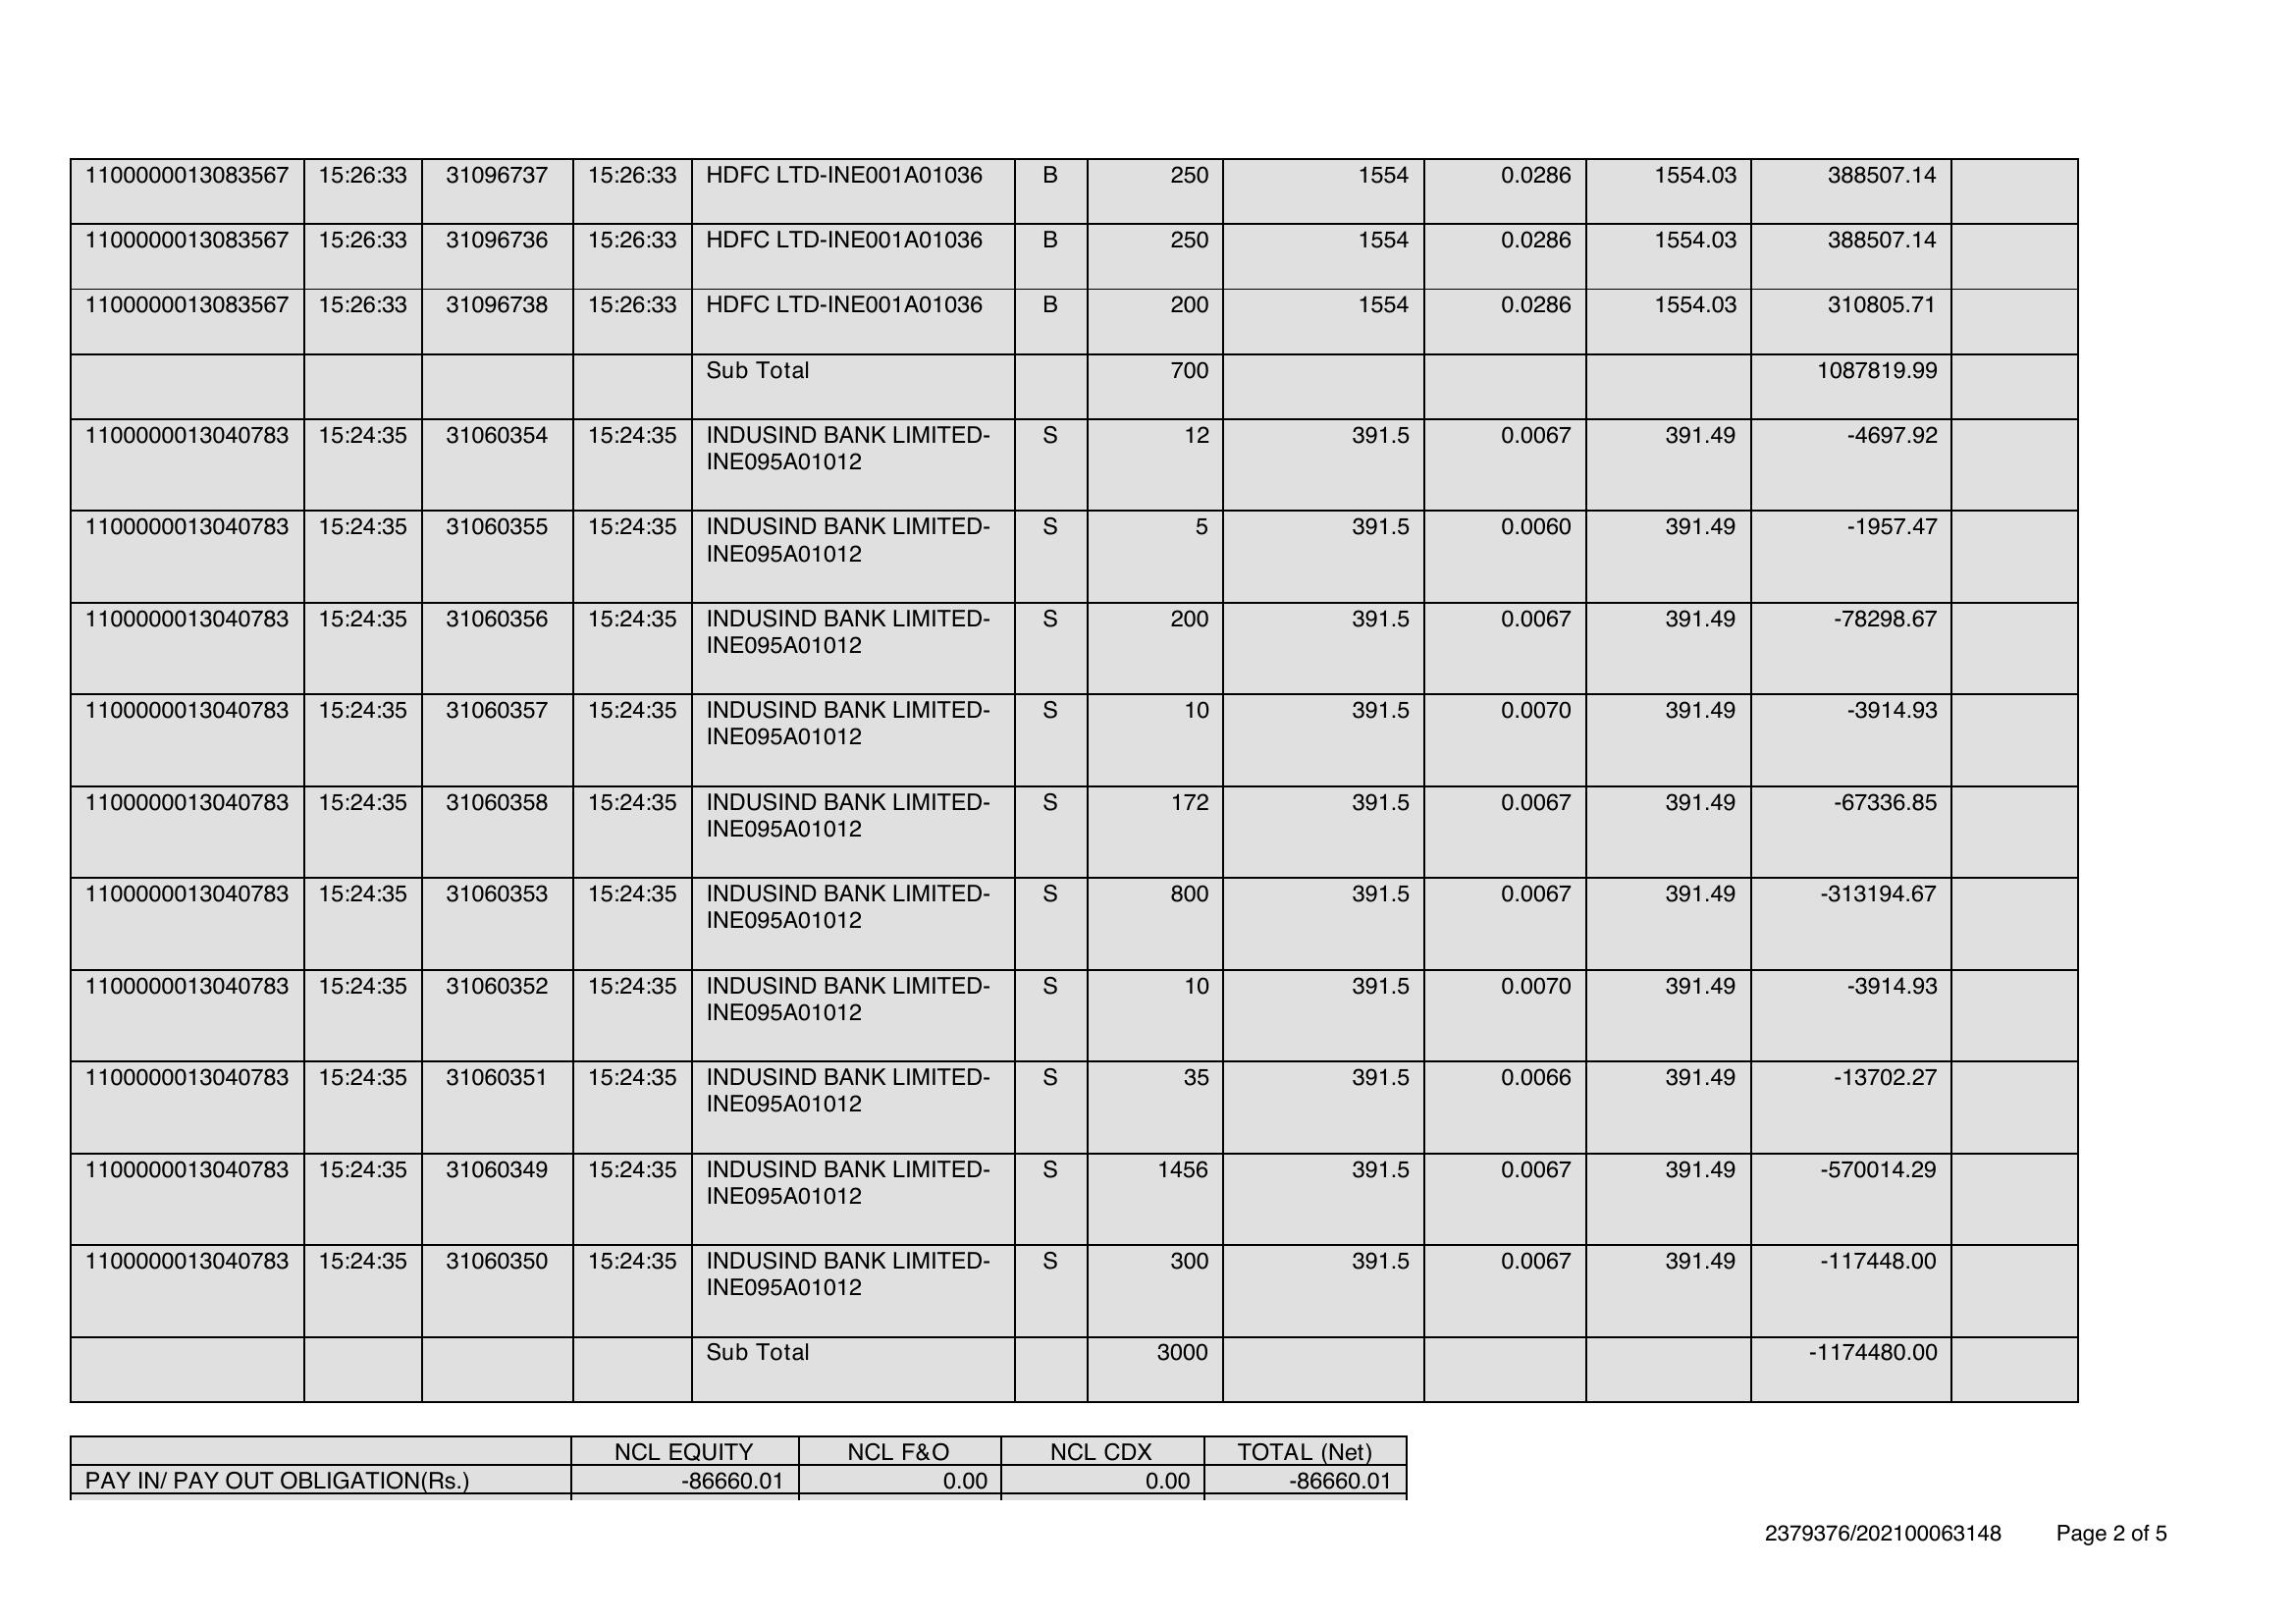 1100000013083567 15:26:33 31096737 15:26:33 HDFC LTD-INE001A01036 B 250 1554 0.0286 1554.03 388507.14
1100000013083567 15:26:33 31096736 15:26:33 HDFC LTD-INE001A01036 B 250 1554 0.0286 1554.03 388507.14
1100000013083567 15:26:33 31096738 15:26:33 HDFC LTD-INE001A01036 B 200 1554 0.0286 1554.03 310805.71
Sub Total 700 1087819.99
1100000013040783 15:24:35 31060354 15:24:35 INDUSIND BANK LIMITED- S 12 391.5 0.0067 391.49 -4697.92
INE095A01012
1100000013040783 15:24:35 31060355 15:24:35 INDUSIND BANK LIMITED- S 5 391.5 0.0060 391.49 -1957.47
INE095A01012
1100000013040783 15:24:35 31060356 15:24:35 INDUSIND BANK LIMITED- S 200 391.5 0.0067 391.49 -78298.67
INE095A01012
1100000013040783 15:24:35 31060357 15:24:35 INDUSIND BANK LIMITED- S 10 391.5 0.0070 391.49 -3914.93
INE095A01012
1100000013040783 15:24:35 31060358 15:24:35 INDUSIND BANK LIMITED- S 172 391.5 0.0067 391.49 -67336.85
INE095A01012
1100000013040783 15:24:35 31060353 15:24:35 INDUSIND BANK LIMITED- S 800 391.5 0.0067 391.49 -313194.67
INE095A01012
1100000013040783 15:24:35 31060352 15:24:35 INDUSIND BANK LIMITED- S 10 391.5 0.0070 391.49 -3914.93
INE095A01012
1100000013040783 15:24:35 31060351 15:24:35 INDUSIND BANK LIMITED- S 35 391.5 0.0066 391.49 -13702.27
INE095A01012
1100000013040783 15:24:35 31060349 15:24:35 INDUSIND BANK LIMITED- S 1456 391.5 0.0067 391.49 -570014.29
INE095A01012
1100000013040783 15:24:35 31060350 15:24:35 INDUSIND BANK LIMITED- S 300 391.5 0.0067 391.49 -117448.00
INE095A01012
Sub Total 3000 -1174480.00
NCL EQUITY NCL F&O NCL CDX TOTAL (Net)
PAY IN/ PAY OUT OBLIGATION(Rs.) -86660.01 0.00 0.00 -86660.01
2379376/202100063148 Page 2 of 5